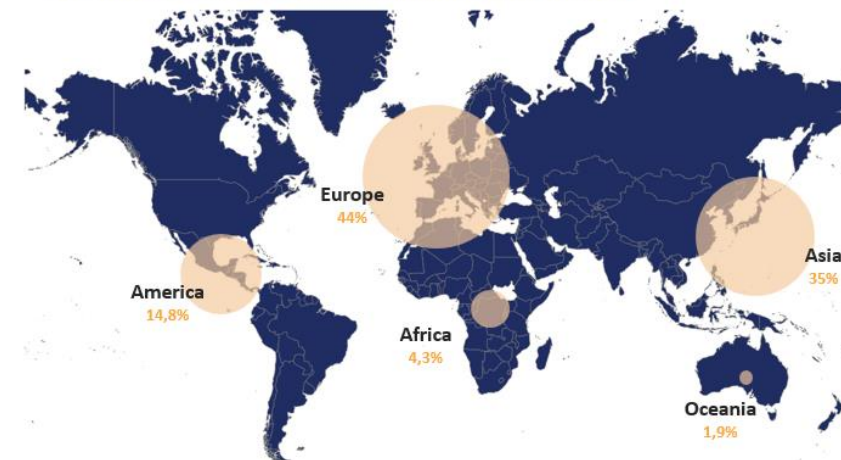 Europe
44%
Asia
35%
America
14,8%
Africa
4,3%
Oceania
1,9%